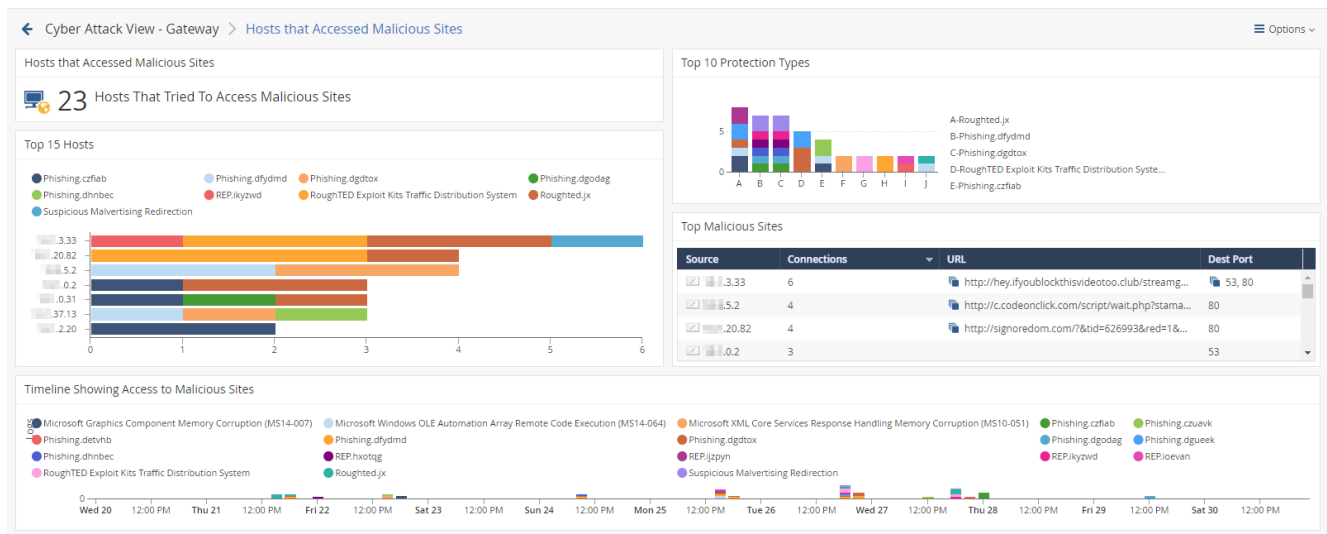 Cyber Attack View - Gateway > Hosts that Accessed Malicious Sites
Options
Hosts that Accessed Malicious Sites
23 Hosts That Tried To Access Malicious Sites
Top 15 Hosts
Phishing.czfiab Phishing.dfydmd Phishing.dgdtox Phishing.dgodag
Phishing.dhnbec REP.ikyzwd RoughTED Exploit Kits Traffic Distribution System Roughted.jx
Suspicious Malvertising Redirection
.3.33
.20.82
.5.2
.0.2
.0.31
.37.13
.2.20
0 1 2 3 4 5 6
Top 10 Protection Types
5
0
A B C D E F G H I J
A-Roughted.jx
B-Phishing.dfydmd
C-Phishing.dgdtox
D-RoughTED Exploit Kits Traffic Distribution Syste...
E-Phishing.czfiab
Top Malicious Sites
Source Connections URL Dest Port
.3.33 6 http://hey.ifyoublockthisvideotoo.club/streamg... 53, 80
.5.2 4 http://c.codeonclick.com/script/wait.php?stama... 80
.20.82 4 http://signoredom.com/?&tid=626993&red=1&... 80
.0.2 3 53
Timeline Showing Access to Malicious Sites
Microsoft Graphics Component Memory Corruption (MS14-007) Microsoft Windows OLE Automation Array Remote Code Execution (MS14-064) Microsoft XML Core Services Response Handling Memory Corruption (MS10-051) Phishing.czfiab Phishing.czuavk
Phishing.detvhb Phishing.dfydmd Phishing.dgdtox Phishing.dgodag Phishing.dgueek
Phishing.dhnbec REP.hxotqg REP.ijzpyn REP.ikyzwd REP.ioevan
RoughTED Exploit Kits Traffic Distribution System Roughted.jx Suspicious Malvertising Redirection
0
Wed 20 12:00 PM Thu 21 12:00 PM Fri 22 12:00 PM Sat 23 12:00 PM Sun 24 12:00 PM Mon 25 12:00 PM Tue 26 12:00 PM Wed 27 12:00 PM Thu 28 12:00 PM Fri 29 12:00 PM Sat 30 12:00 PM